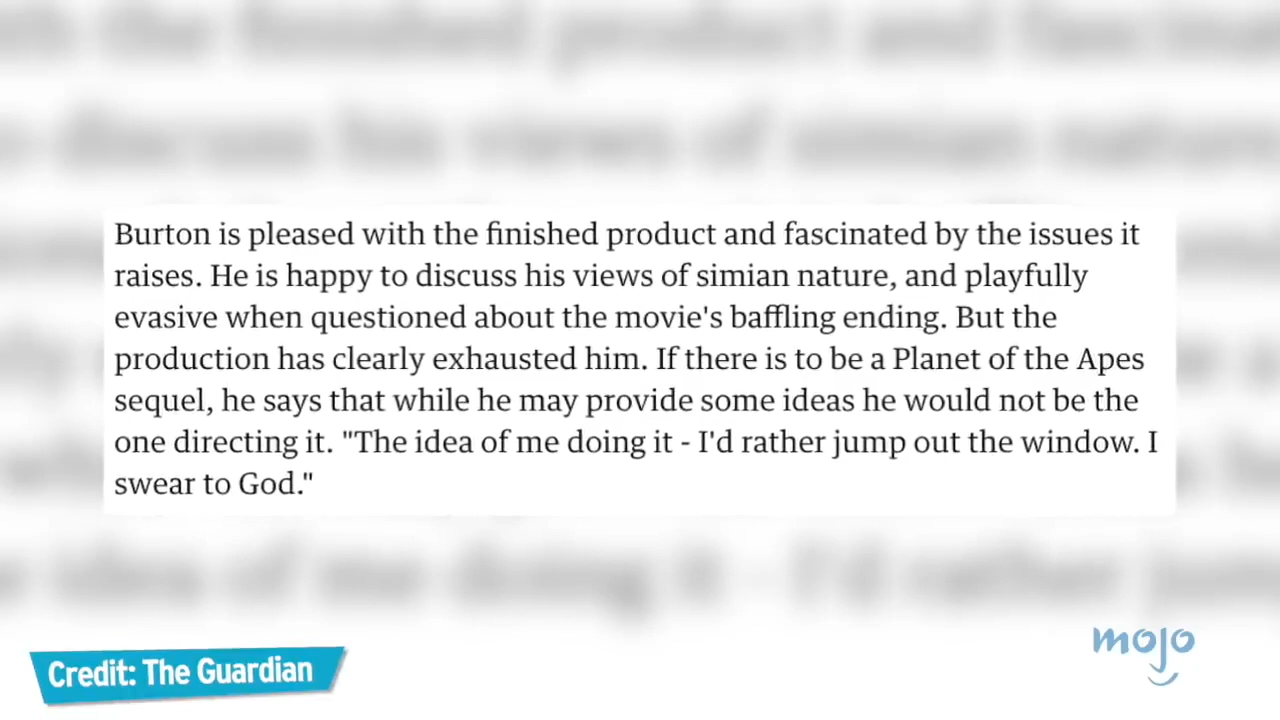 Burton is pleased with the finished product and fascinated by the issues it
raises. He is happy to discuss his views of simian nature, and playfully
evasive when questioned about the movie's baffling ending. But the
production has clearly exhausted him. If there is to be a Planet of the Apes
sequel, he says that while he may provide some ideas he would not be the
one directing it. "The idea of me doing it - I'd rather jump out the window. I
swear to God."
Credit: The Guardian
mojo